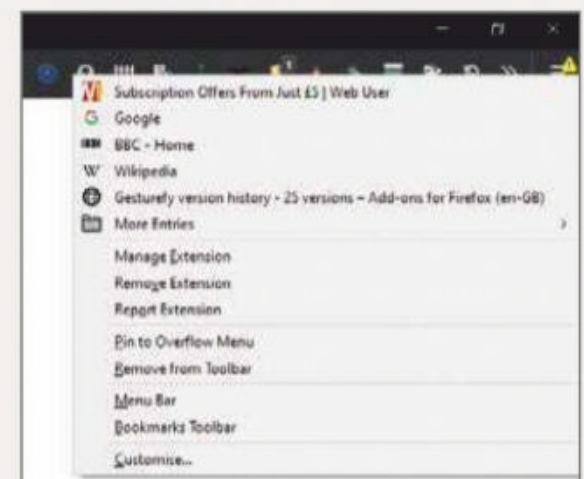 1
Subscription Offers From Just £5 | Web User
Google
BBC - Home
W Wikipedia
Gesturefy version history - 25 versions – Add-ons for Firefox (en-GB)
More Entries
Manage Extension
Remove Extension
Report Extension
Pin to Overflow Menu
Remove from Toolbar
Menu Bar
Bookmarks Toolbar
Customise...